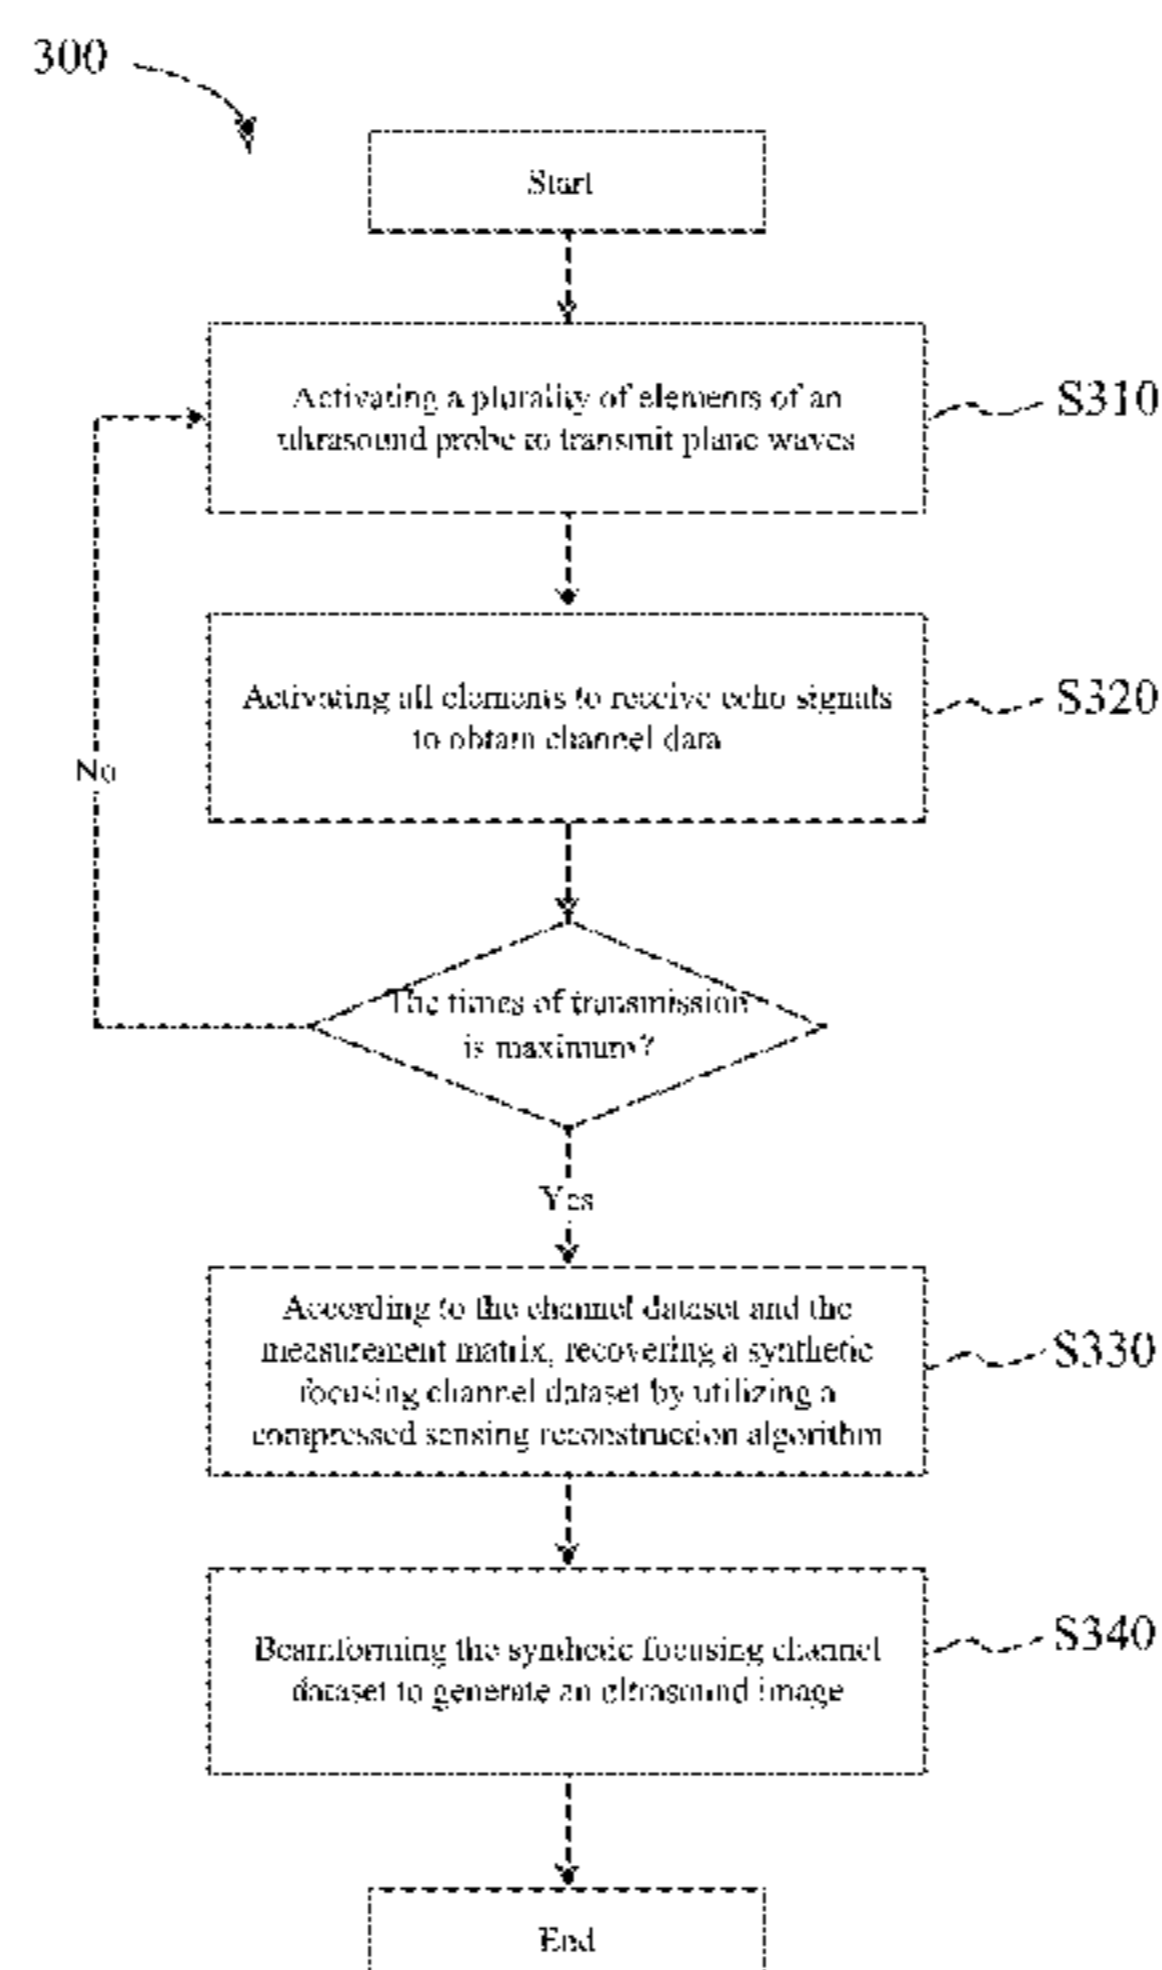 300
Start
Activating a plurality of elements of an
ultrasound probe to transmit plane waves
S310
Activating all elements to receive echo signals
to obtain channel data
S320
No
The times of transmission
is maximum?
Yes
According to the channel dataset and the
measurement matrix, recovering a synthetic
focusing channel dataset by utilizing a
compressed sensing reconstruction algorithm
S330
Beamforming the synthetic focusing channel
dataset to generate an ultrasound image
S340
End